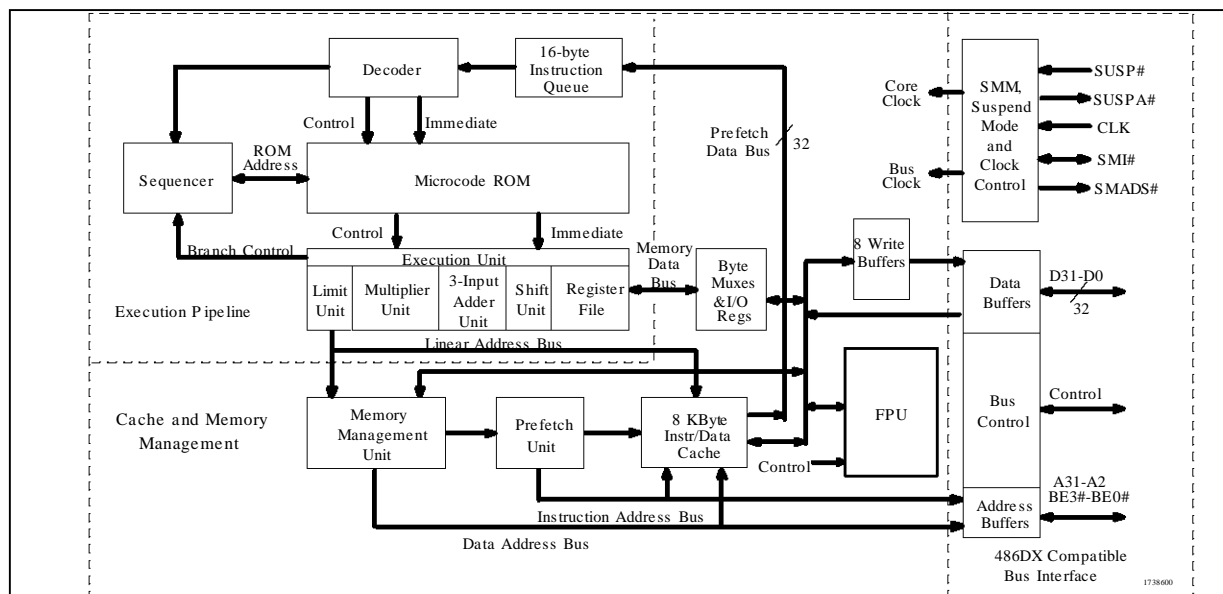 Decoder
16-byte
Instruction
Queue
Control
Immediate
Sequencer
ROM
Address
Microcode ROM
Control
Immediate
Branch Control
Execution Unit
Limit
Unit
Multiplier
Unit
3-Input
Adder
Unit
Shift
Unit
Register
File
Execution Pipeline
Linear Address Bus
Memory
Data
Bus
Byte
Muxes
&I/O
Regs
Prefetch
Data Bus
32
Core
Clock
Bus
Clock
SMM,
Suspend
Mode
and
Clock
Control
SUSP#
SUSPA#
CLK
SMI#
SMADS#
8 Write
Buffers
Data
Buffers
D31-D0
32
Cache and Memory
Management
Memory
Management
Unit
Prefetch
Unit
8 KByte
Instr/Data
Cache
FPU
Control
Bus
Control
Control
Instruction Address Bus
Data Address Bus
Address
Buffers
A31-A2
BE3#-BE0#
486DX Compatible
Bus Interface
1738600